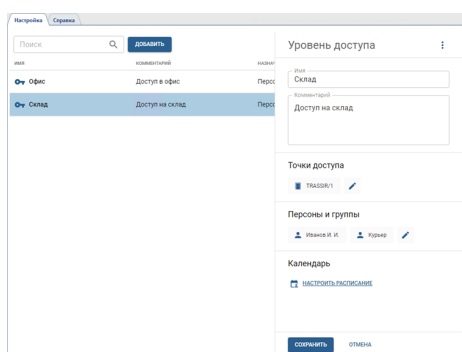 Настройка Справка
Поиск ДОБАВИТЬ
ИМЯ КОММЕНТАРИЙ НАЗНАЧ
Офис Доступ в офис Персо
Склад Доступ на склад Персо
Уровень доступа
Имя
Склад
Комментарий
Доступ на склад
Точки доступа
TRASSIR/1
Персоны и группы
Иванов И. И. Курьер
Календарь
НАСТРОИТЬ РАСПИСАНИЕ
СОХРАНИТЬ ОТМЕНА